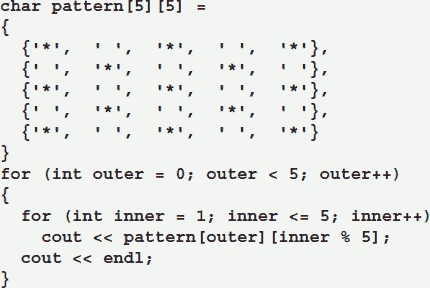 char pattern[5][5] =
{
  {'*', ' ', '*', ' ', '*'},
  {' ', '*', ' ', '*', ' '},
  {'*', ' ', '*', ' ', '*'},
  {' ', '*', ' ', '*', ' '},
  {'*', ' ', '*', ' ', '*'}
}
for (int outer = 0; outer < 5; outer++)
{
  for (int inner = 1; inner <= 5; inner++)
    cout << pattern[outer][inner % 5];
  cout << endl;
}